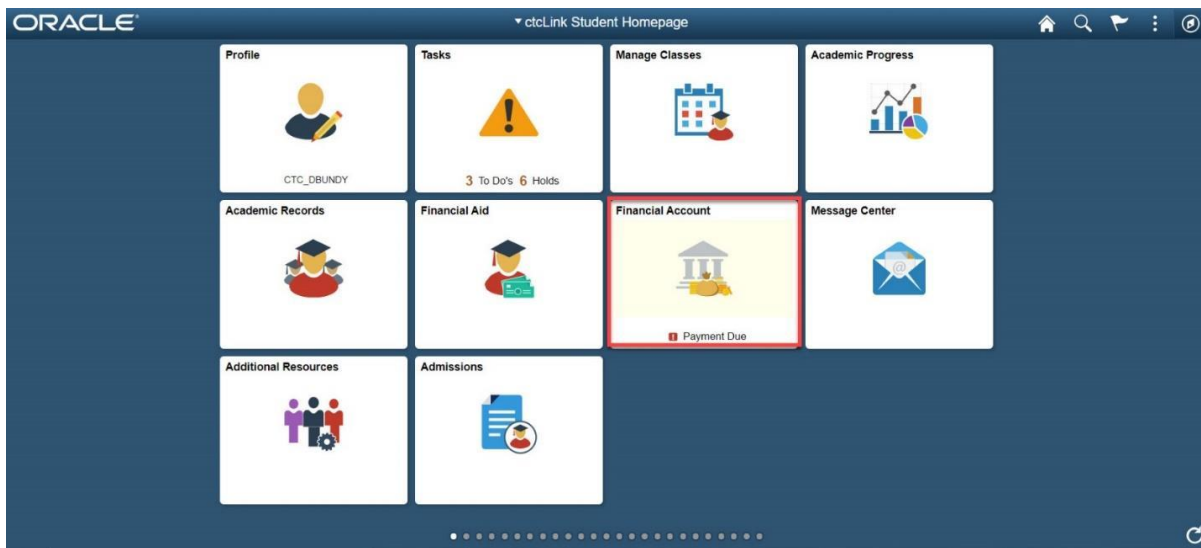 ORACLE
ctcLink Student Homepage
Profile
CTC_DBUNDY
Tasks
3 To Do's 6 Holds
Manage Classes
Academic Progress
Academic Records
Financial Aid
Financial Account
! Payment Due
Message Center
@
Additional Resources
Admissions